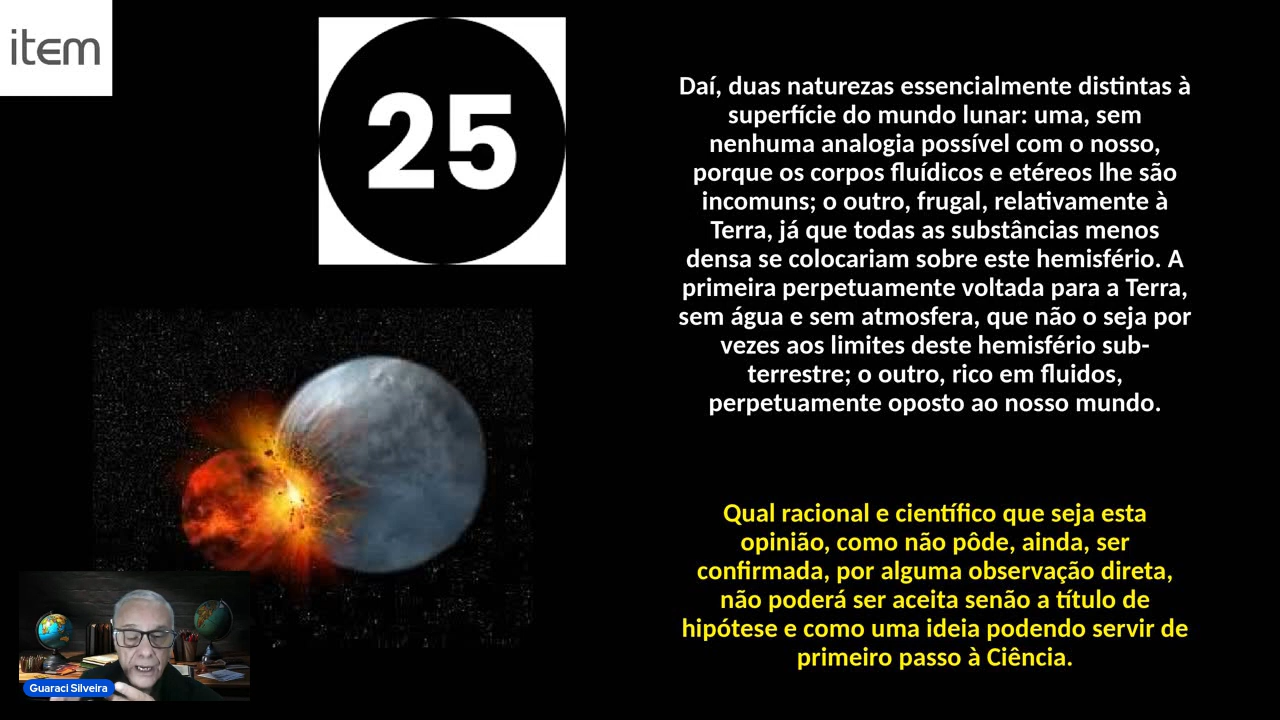 item
25
Daí, duas naturezas essencialmente distintas à
superfície do mundo lunar: uma, sem
nenhuma analogia possível com o nosso,
porque os corpos fluídicos e etéreos lhe são
incomuns; o outro, frugal, relativamente à
Terra, já que todas as substâncias menos
densa se colocariam sobre este hemisfério. A
primeira perpetuamente voltada para a Terra,
sem água e sem atmosfera, que não o seja por
vezes aos limites deste hemisfério sub-
terrestre; o outro, rico em fluidos,
perpetuamente oposto ao nosso mundo.
Qual racional e científico que seja esta
opinião, como não pôde, ainda, ser
confirmada, por alguma observação direta,
não poderá ser aceita senão a título de
hipótese e como uma ideia podendo servir de
primeiro passo à Ciência.
Guaraci Silveira